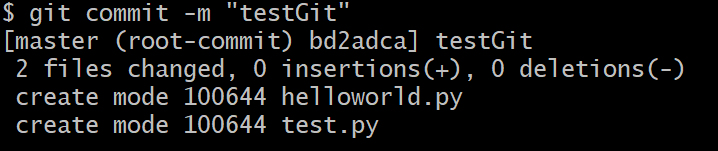 $ git commit -m "testGit"
[master (root-commit) bd2adca] testGit
 2 files changed, 0 insertions(+), 0 deletions(-)
 create mode 100644 helloworld.py
 create mode 100644 test.py